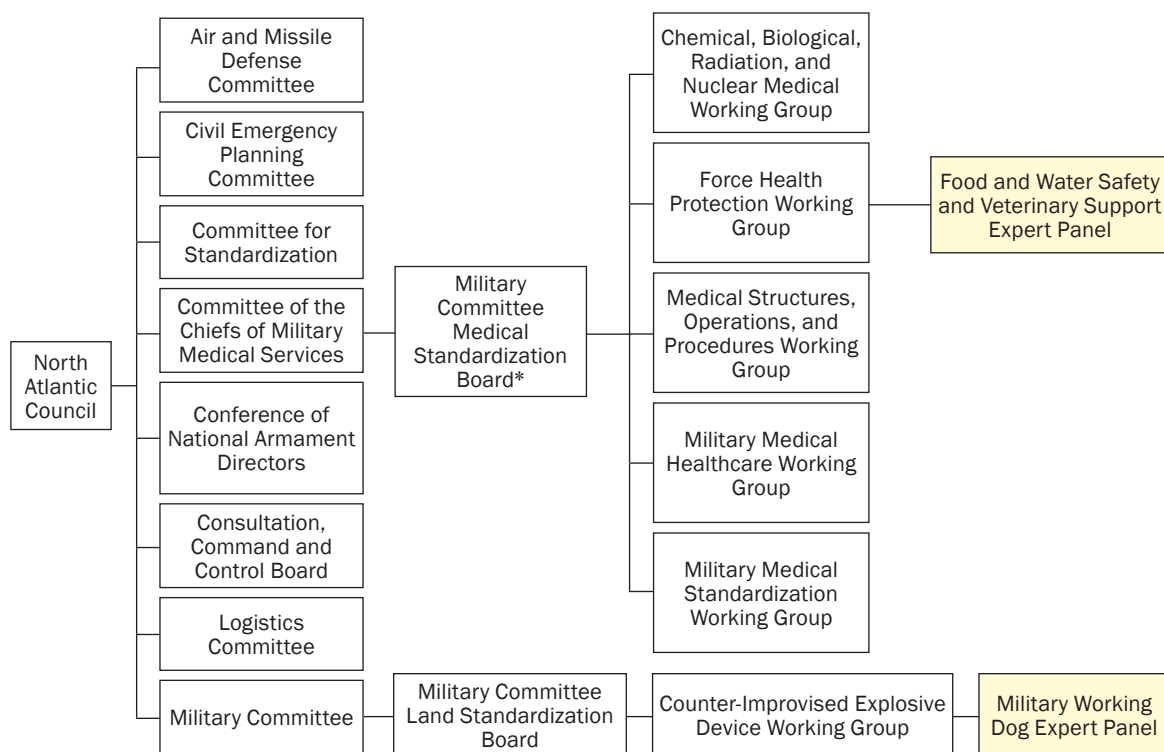 North
Atlantic
Council
Air and Missile
Defense
Committee
Civil Emergency
Planning
Committee
Committee for
Standardization
Committee of the
Chiefs of Military
Medical Services
Conference of
National Armament
Directors
Consultation,
Command and
Control Board
Logistics
Committee
Military Committee
Military
Committee
Medical
Standardization
Board*
Military Committee
Land Standardization
Board
Chemical, Biological,
Radiation, and
Nuclear Medical
Working Group
Force Health
Protection Working
Group
Medical Structures,
Operations, and
Procedures Working
Group
Military Medical
Healthcare Working
Group
Military Medical
Standardization
Working Group
Counter-Improvised Explosive
Device Working Group
Food and Water Safety
and Veterinary Support
Expert Panel
Military Working
Dog Expert Panel